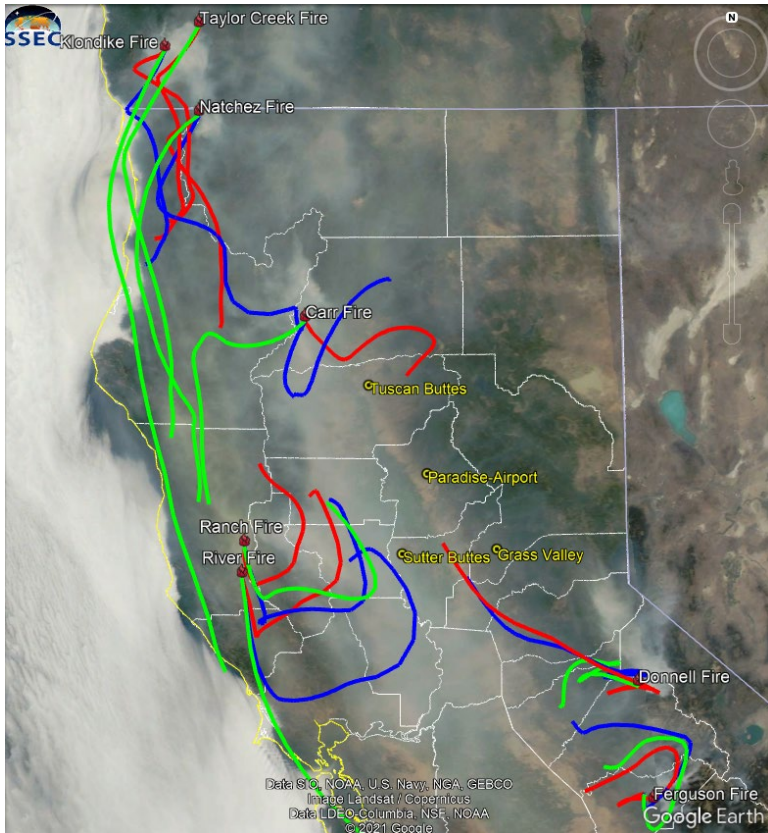 SSEC
Taylor Creek Fire
Klondike Fire
N
Natchez Fire
Carr Fire
Tuscan Buttes
Paradise-Airport
Ranch Fire
River Fire
Sutter Buttes
Grass Valley
Donnell Fire
Ferguson Fire
Data SIO, NOAA, U.S. Navy, NGA, GEBCO
Image Landsat / Copernicus
Data LDEO-Columbia, NSF, NOAA
© 2021 Google
Google Earth